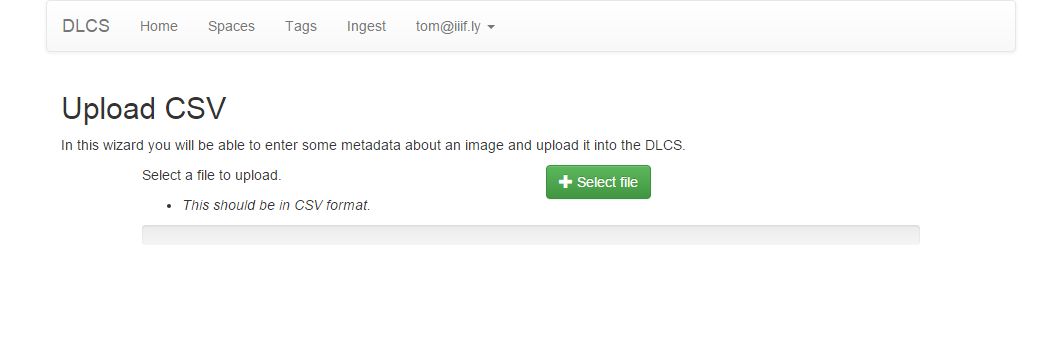 DLCS Home Spaces Tags Ingest tom@iiif.ly
Upload CSV
In this wizard you will be able to enter some metadata about an image and upload it into the DLCS.
Select a file to upload.
Select file
• This should be in CSV format.